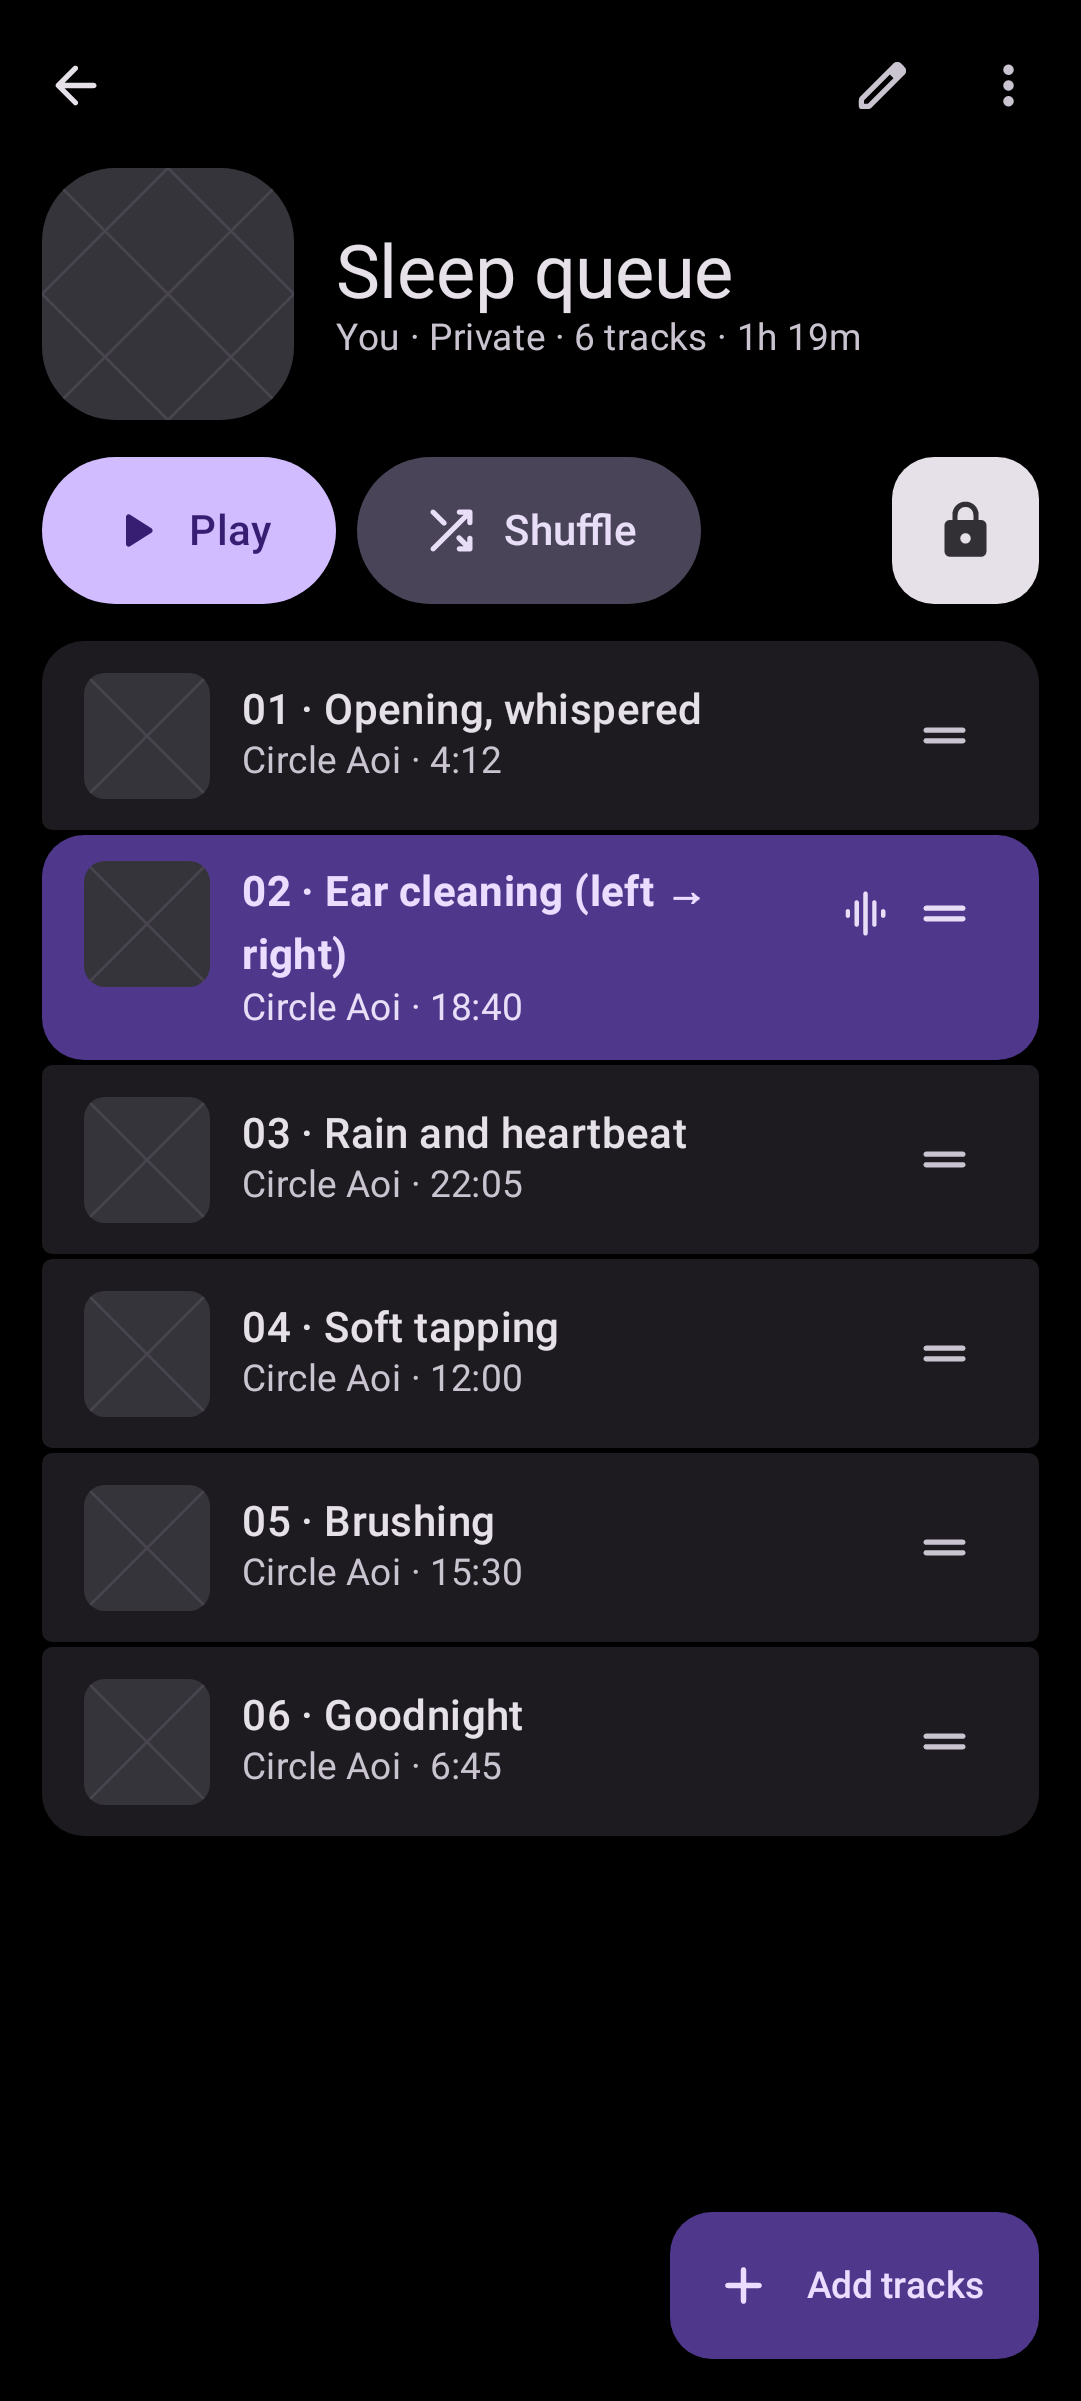 Sleep queue
You · Private · 6 tracks · 1h 19m
Play
Shuffle
01 · Opening, whispered
Circle Aoi · 4:12
02 · Ear cleaning (left →
right)
Circle Aoi · 18:40
03 · Rain and heartbeat
Circle Aoi · 22:05
04 · Soft tapping
Circle Aoi · 12:00
05 · Brushing
Circle Aoi · 15:30
06 · Goodnight
Circle Aoi · 6:45
Add tracks